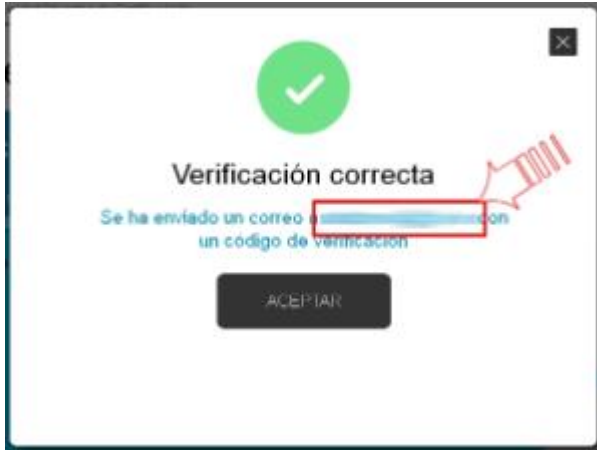 Verificación correcta
Se ha enviado un correo a con
un código de verificación
ACEPTAR